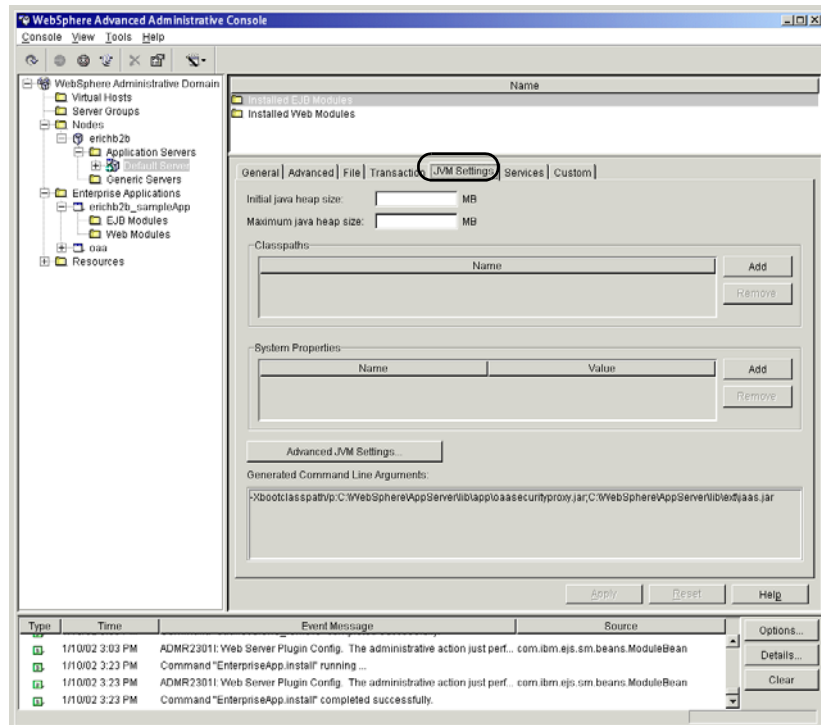 WebSphere Advanced Administrative Console
Console View Tools Help
WebSphere Administrative Domain
Virtual Hosts
Server Groups
Nodes
erichb2b
Application Servers
Default Server
Generic Servers
Enterprise Applications
erichb2b_sampleApp
EJB Modules
Web Modules
oaa
Resources
Name
Installed EJB Modules
Installed Web Modules
General Advanced File Transaction JVM Settings Services Custom
Initial java heap size: MB
Maximum java heap size: MB
Classpaths
Name
Add
Remove
System Properties
Name Value
Add
Remove
Advanced JVM Settings...
Generated Command Line Arguments:
-Xbootclasspath/p:C:\WebSphere\AppServer\lib\app\oaasecurityproxy.jar;C:\WebSphere\AppServer\lib\ext\jaas.jar
Apply Reset Help
Type Time Event Message Source
1/10/02 3:03 PM ADMR2301I: Web Server Plugin Config. The administrative action just perf... com.ibm.ejs.sm.beans.ModuleBean
1/10/02 3:23 PM Command "EnterpriseApp.install" running ...
1/10/02 3:23 PM ADMR2301I: Web Server Plugin Config. The administrative action just perf... com.ibm.ejs.sm.beans.ModuleBean
1/10/02 3:23 PM Command "EnterpriseApp.install" completed successfully.
Options...
Details...
Clear